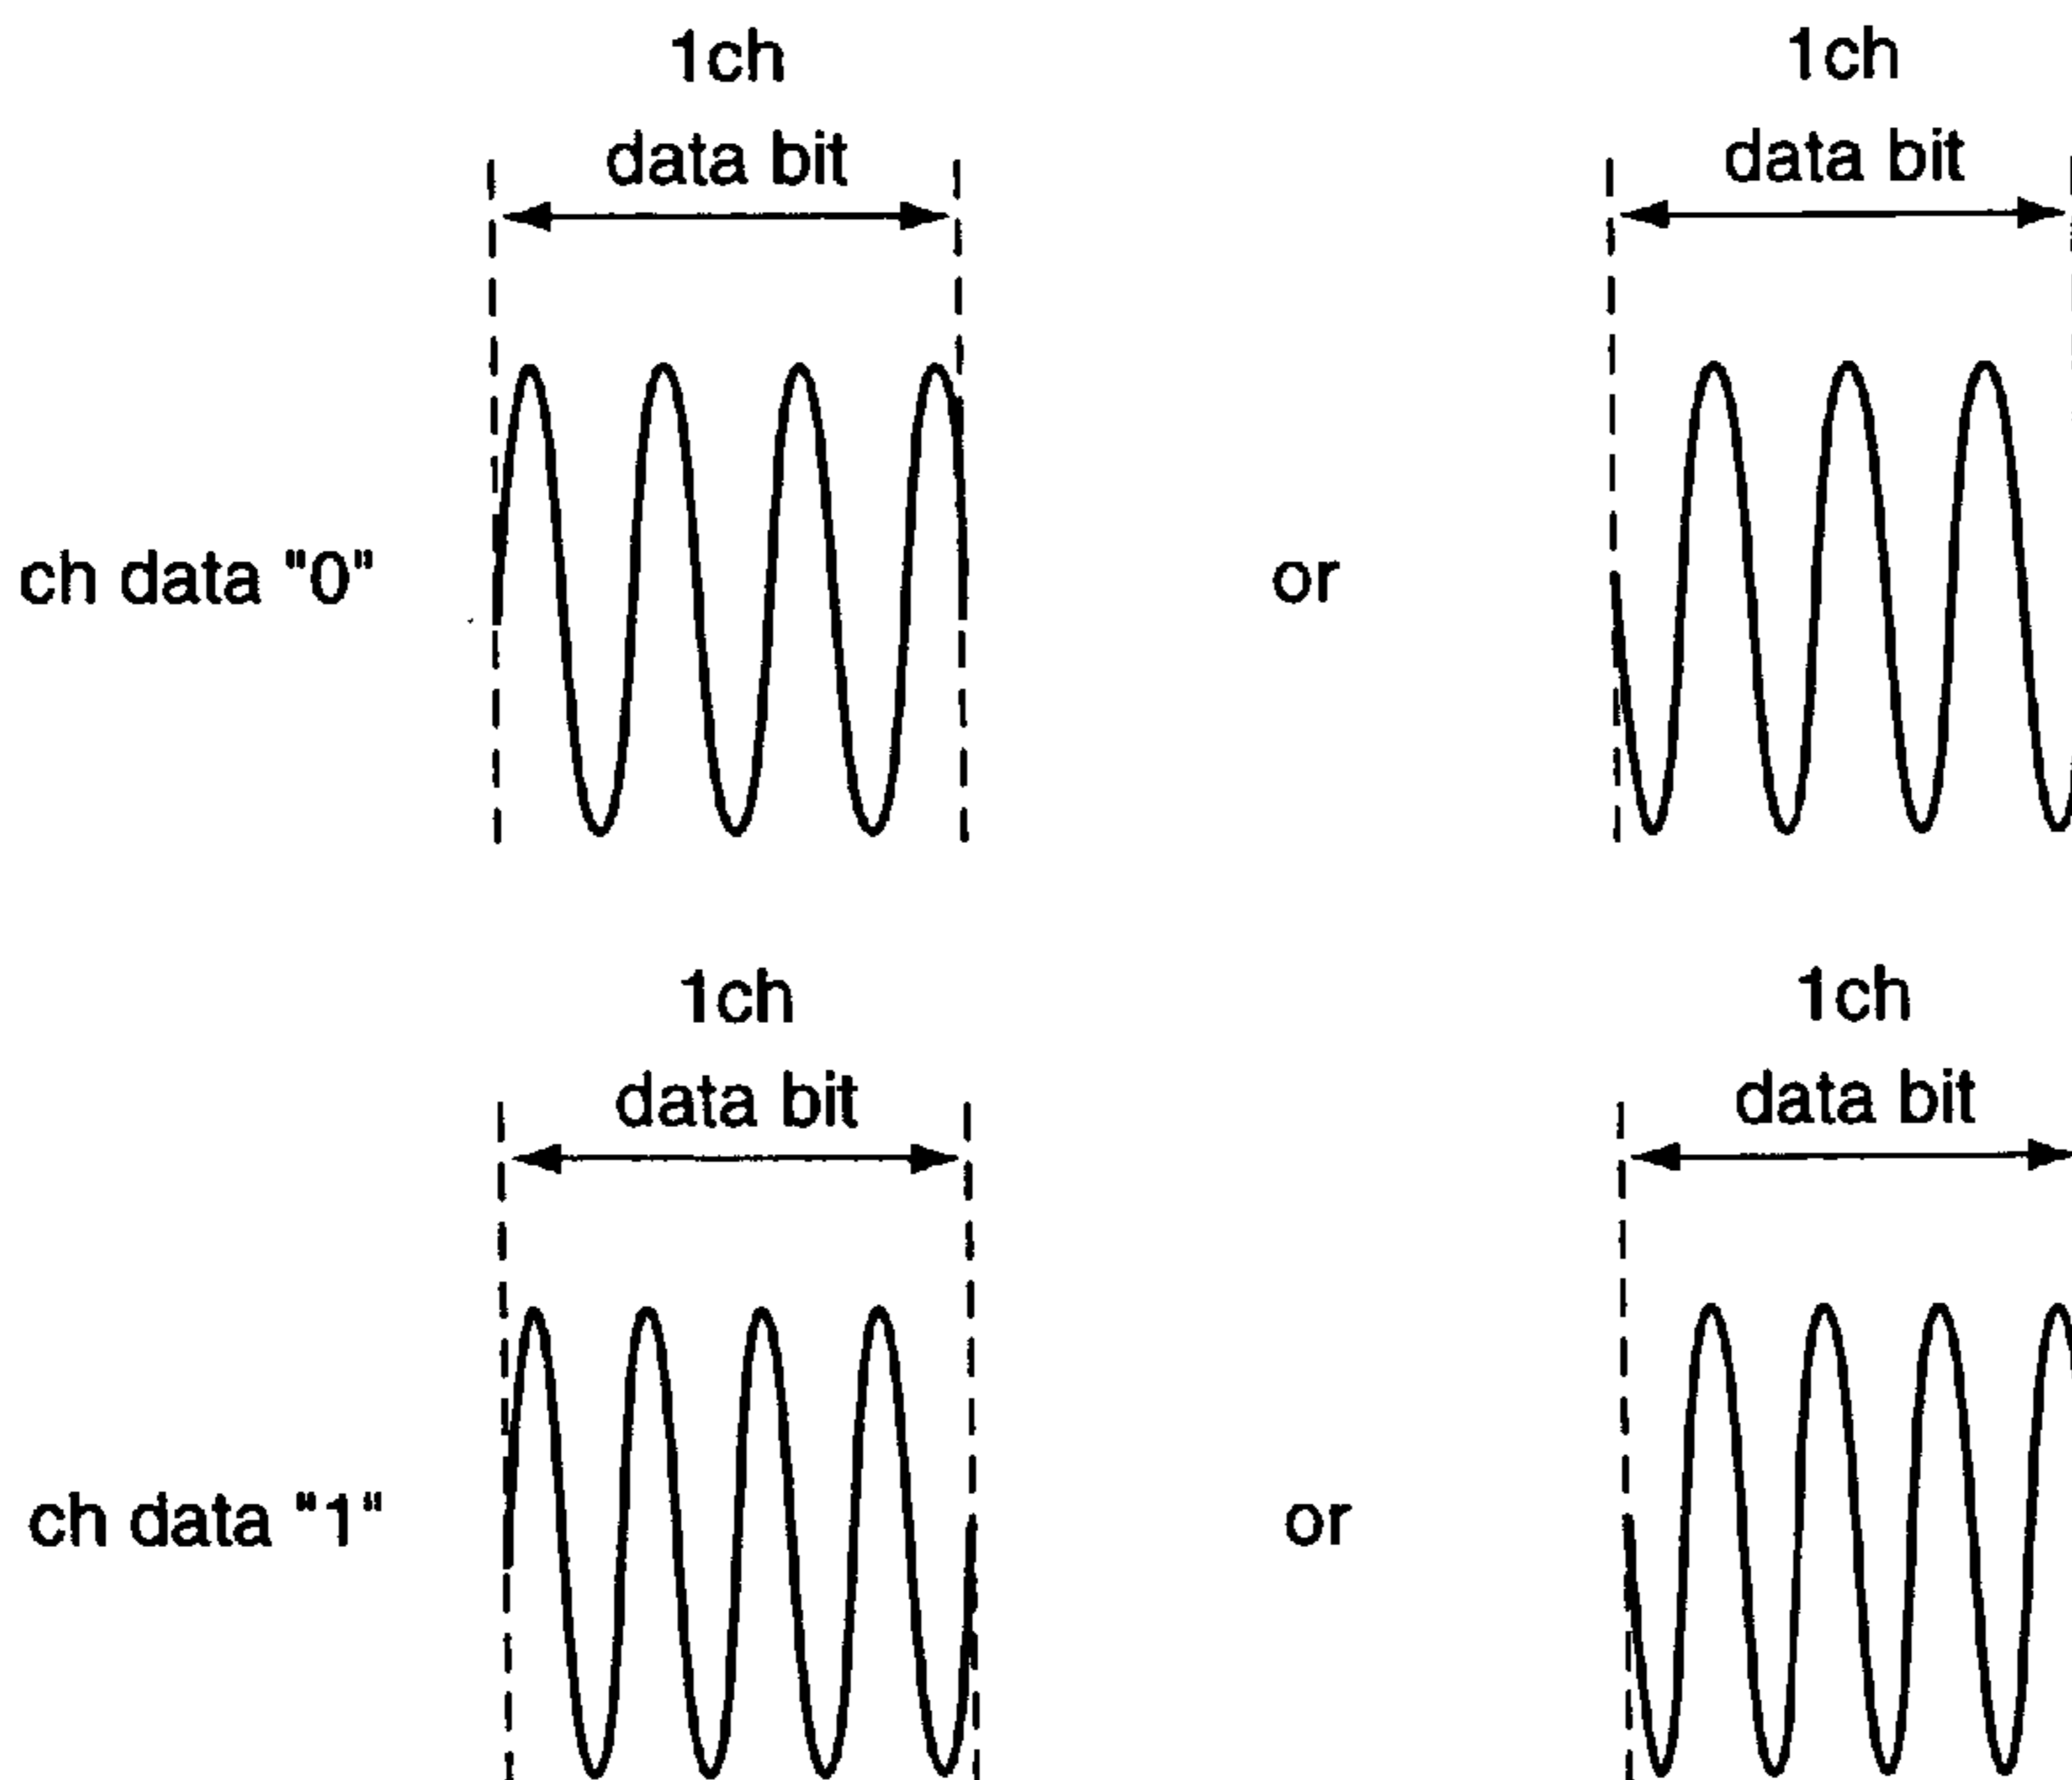 1ch
data bit
1ch
data bit
ch data "0"
or
1ch
data bit
1ch
data bit
ch data "1"
or